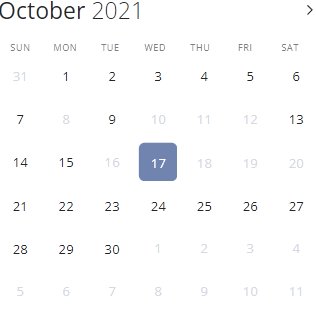 October 2021
SUN MON TUE WED THU FRI SAT
31 1 2 3 4 5 6
7 8 9 10 11 12 13
14 15 16 17 18 19 20
21 22 23 24 25 26 27
28 29 30 1 2 3 4
5 6 7 8 9 10 11